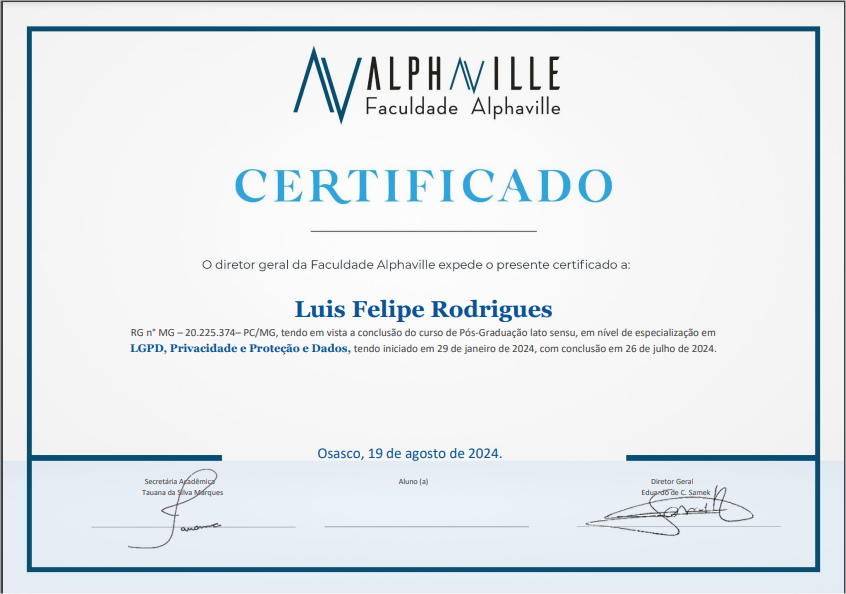 ALPHAVILLE
Faculdade Alphaville
CERTIFICADO
O diretor geral da Faculdade Alphaville expede o presente certificado a:
Luis Felipe Rodrigues
RG n° MG – 20.225.374– PC/MG, tendo em vista a conclusão do curso de Pós-Graduação lato sensu, em nível de especialização em
LGPD, Privacidade e Proteção e Dados, tendo iniciado em 29 de janeiro de 2024, com conclusão em 26 de julho de 2024.
Osasco, 19 de agosto de 2024.
Secretária Acadêmica
Tauana da Silva Marques
Aluno (a)
Diretor Geral
Eduardo de C. Samek